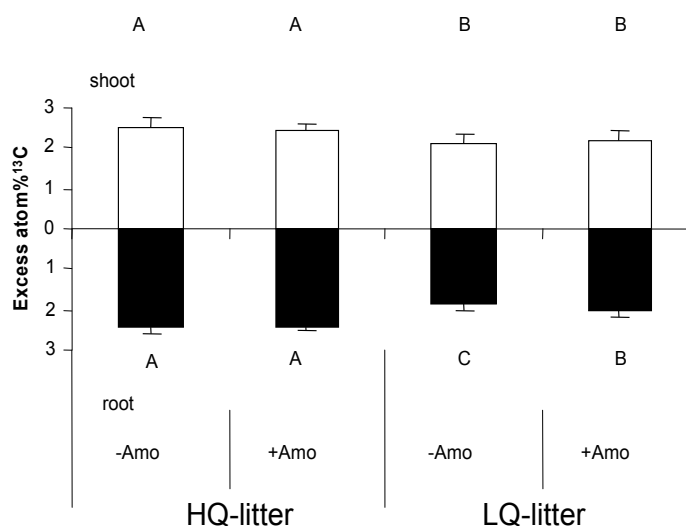 A A B B
shoot
3
2
1
0
1
2
3
Excess atom%¹³C
A A C B
root
-Amo +Amo -Amo +Amo
HQ-litter LQ-litter